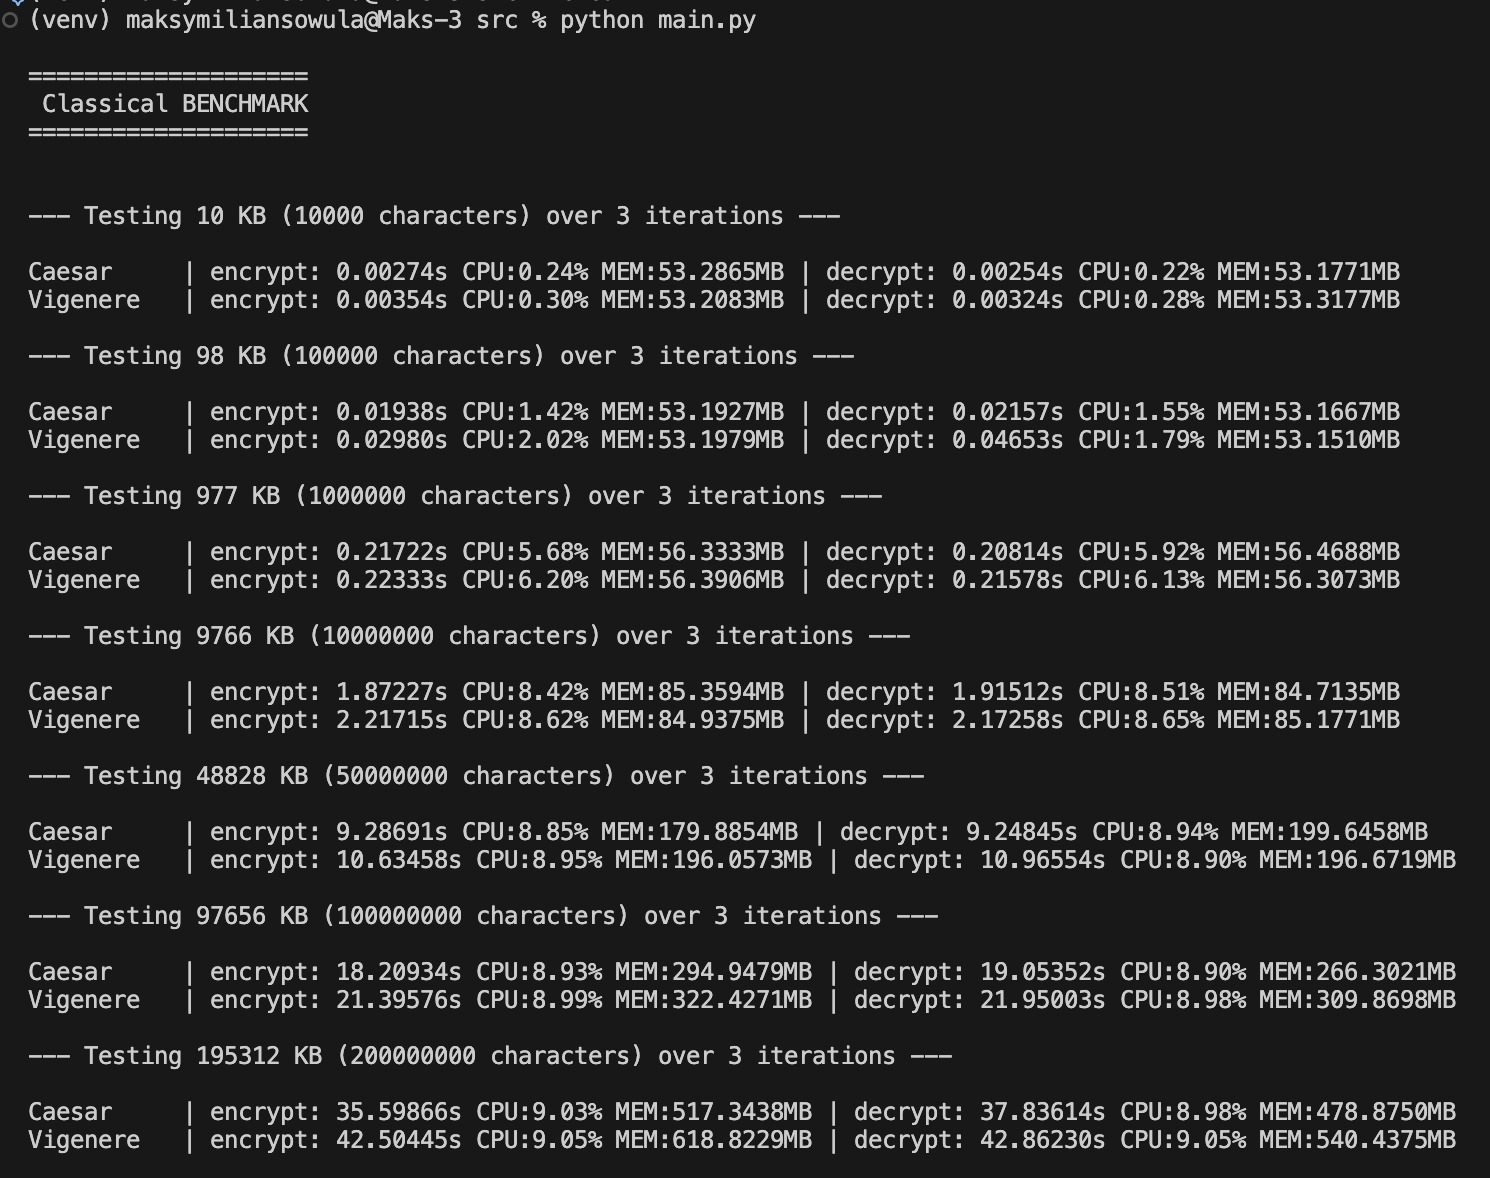 (venv) maksymiliansowula@Maks-3 src % python main.py
====================
Classical BENCHMARK
====================
--- Testing 10 KB (10000 characters) over 3 iterations ---
Caesar | encrypt: 0.00274s CPU:0.24% MEM:53.2865MB | decrypt: 0.00254s CPU:0.22% MEM:53.1771MB
Vigenere | encrypt: 0.00354s CPU:0.30% MEM:53.2083MB | decrypt: 0.00324s CPU:0.28% MEM:53.3177MB
--- Testing 98 KB (100000 characters) over 3 iterations ---
Caesar | encrypt: 0.01938s CPU:1.42% MEM:53.1927MB | decrypt: 0.02157s CPU:1.55% MEM:53.1667MB
Vigenere | encrypt: 0.02980s CPU:2.02% MEM:53.1979MB | decrypt: 0.04653s CPU:1.79% MEM:53.1510MB
--- Testing 977 KB (1000000 characters) over 3 iterations ---
Caesar | encrypt: 0.21722s CPU:5.68% MEM:56.3333MB | decrypt: 0.20814s CPU:5.92% MEM:56.4688MB
Vigenere | encrypt: 0.22333s CPU:6.20% MEM:56.3906MB | decrypt: 0.21578s CPU:6.13% MEM:56.3073MB
--- Testing 9766 KB (10000000 characters) over 3 iterations ---
Caesar | encrypt: 1.87227s CPU:8.42% MEM:85.3594MB | decrypt: 1.91512s CPU:8.51% MEM:84.7135MB
Vigenere | encrypt: 2.21715s CPU:8.62% MEM:84.9375MB | decrypt: 2.17258s CPU:8.65% MEM:85.1771MB
--- Testing 48828 KB (50000000 characters) over 3 iterations ---
Caesar | encrypt: 9.28691s CPU:8.85% MEM:179.8854MB | decrypt: 9.24845s CPU:8.94% MEM:199.6458MB
Vigenere | encrypt: 10.63458s CPU:8.95% MEM:196.0573MB | decrypt: 10.96554s CPU:8.90% MEM:196.6719MB
--- Testing 97656 KB (100000000 characters) over 3 iterations ---
Caesar | encrypt: 18.20934s CPU:8.93% MEM:294.9479MB | decrypt: 19.05352s CPU:8.90% MEM:266.3021MB
Vigenere | encrypt: 21.39576s CPU:8.99% MEM:322.4271MB | decrypt: 21.95003s CPU:8.98% MEM:309.8698MB
--- Testing 195312 KB (200000000 characters) over 3 iterations ---
Caesar | encrypt: 35.59866s CPU:9.03% MEM:517.3438MB | decrypt: 37.83614s CPU:8.98% MEM:478.8750MB
Vigenere | encrypt: 42.50445s CPU:9.05% MEM:618.8229MB | decrypt: 42.86230s CPU:9.05% MEM:540.4375MB